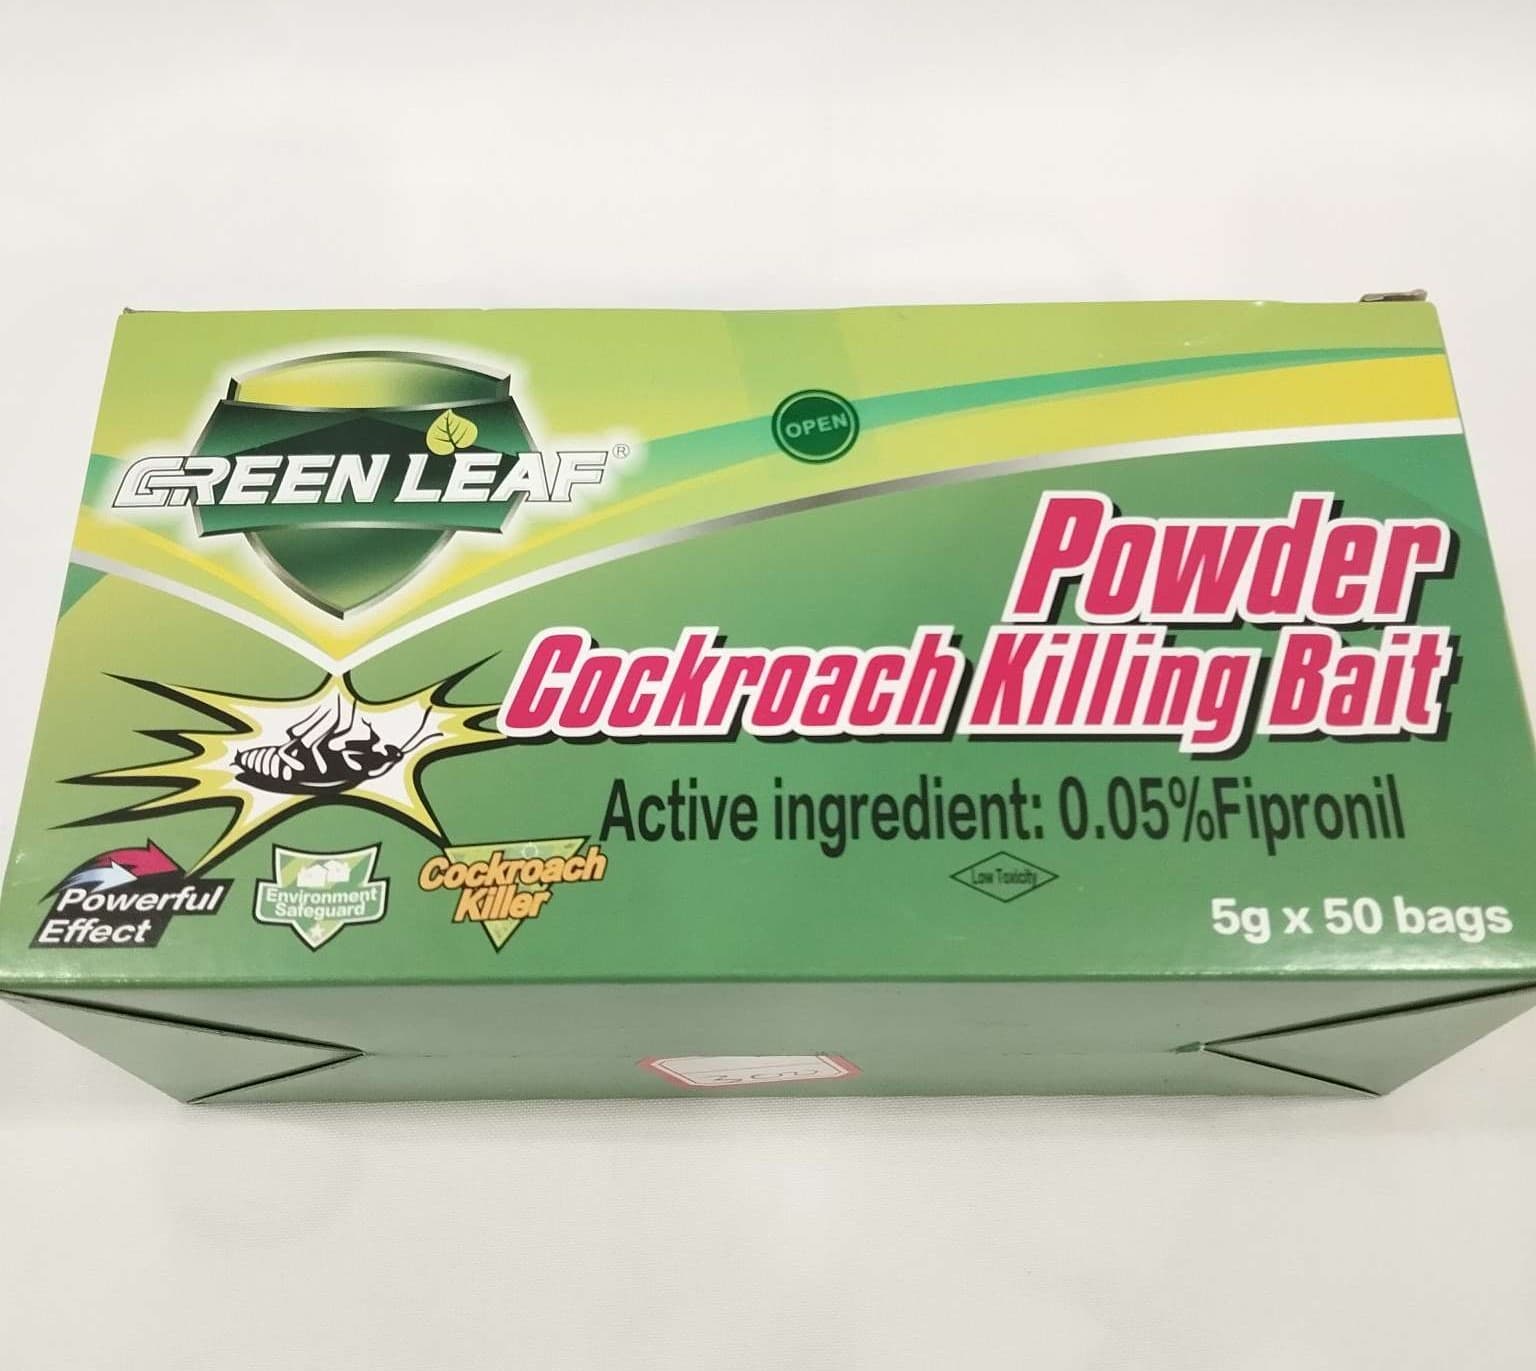 OPEN
GREEN LEAF®
Powder
Cockroach Killing Bait
Active ingredient: 0.05%Fipronil
Low Toxicity
5g x 50 bags
Powerful
Effect
Environment
Safeguard
Cockroach
Killer